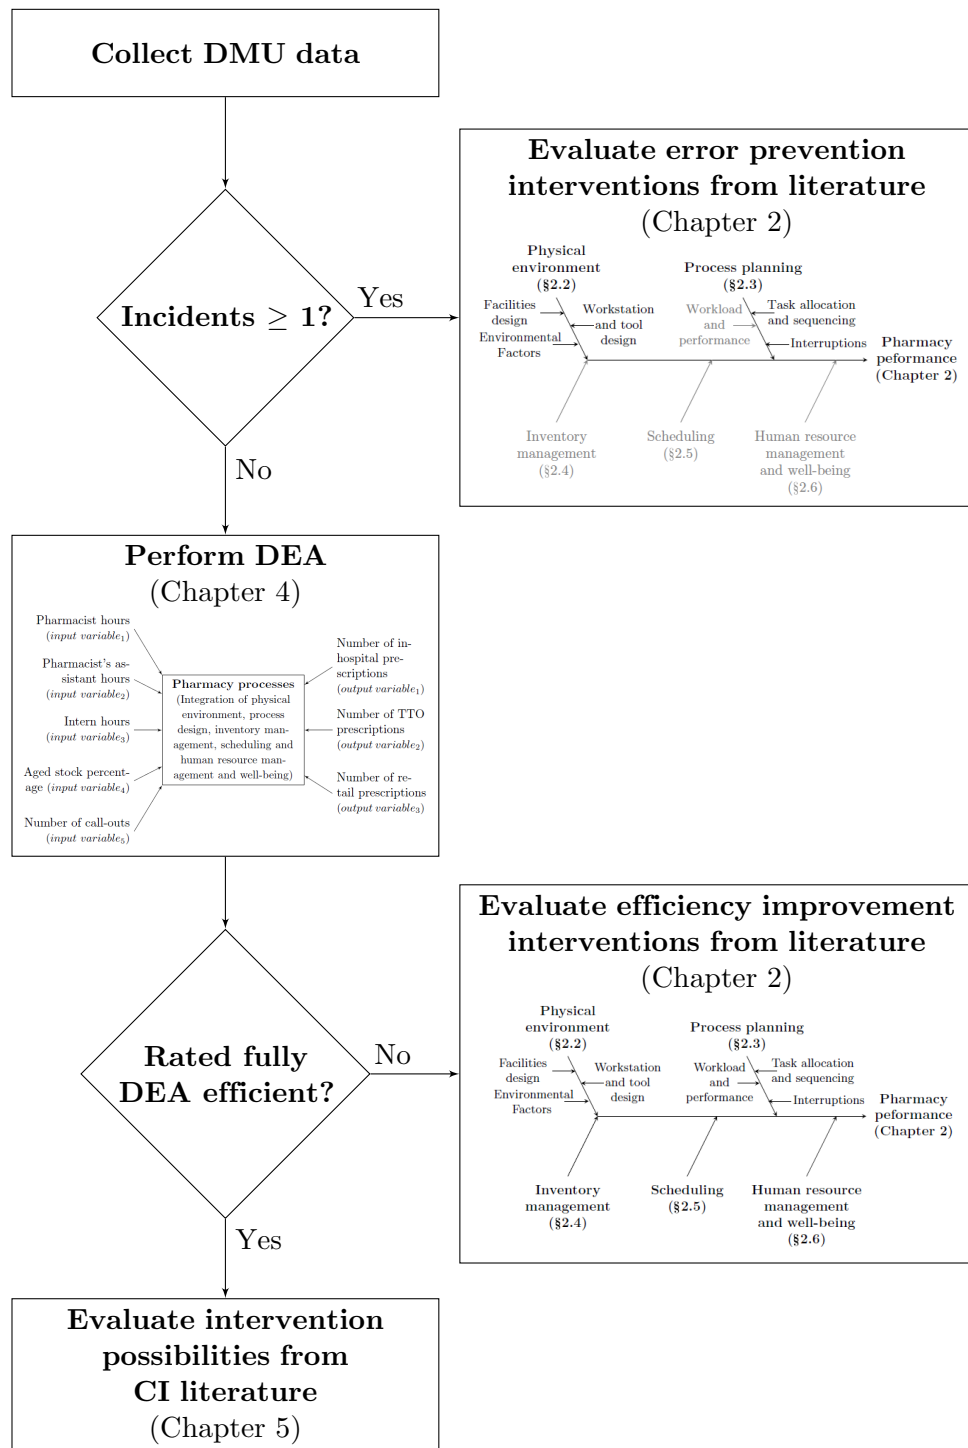 Collect DMU data
Incidents ≥ 1?
Yes
No
Evaluate error prevention
interventions from literature
(Chapter 2)
Physical
environment
(§2.2)
Process planning
(§2.3)
Facilities
design
Environmental
Factors
Workstation
and tool
design
Workload
and
performance
Task allocation
and sequencing
Interruptions
Pharmacy
peformance
(Chapter 2)
Inventory
management
(§2.4)
Scheduling
(§2.5)
Human resource
management
and well-being
(§2.6)
Perform DEA
(Chapter 4)
Pharmacist hours
(input variable₁)
Pharmacist's as-
sistant hours
(input variable₂)
Intern hours
(input variable₃)
Aged stock percent-
age (input variable₄)
Number of call-outs
(input variable₅)
Pharmacy processes
(Integration of physical
environment, process
design, inventory man-
agement, scheduling and
human resource man-
agement and well-being)
Number of in-
hospital pre-
scriptions
(output variable₁)
Number of TTO
prescriptions
(output variable₂)
Number of re-
tail prescriptions
(output variable₃)
Rated fully
DEA efficient?
No
Yes
Evaluate efficiency improvement
interventions from literature
(Chapter 2)
Physical
environment
(§2.2)
Process planning
(§2.3)
Facilities
design
Environmental
Factors
Workstation
and tool
design
Workload
and
performance
Task allocation
and sequencing
Interruptions
Pharmacy
peformance
(Chapter 2)
Inventory
management
(§2.4)
Scheduling
(§2.5)
Human resource
management
and well-being
(§2.6)
Evaluate intervention
possibilities from
CI literature
(Chapter 5)